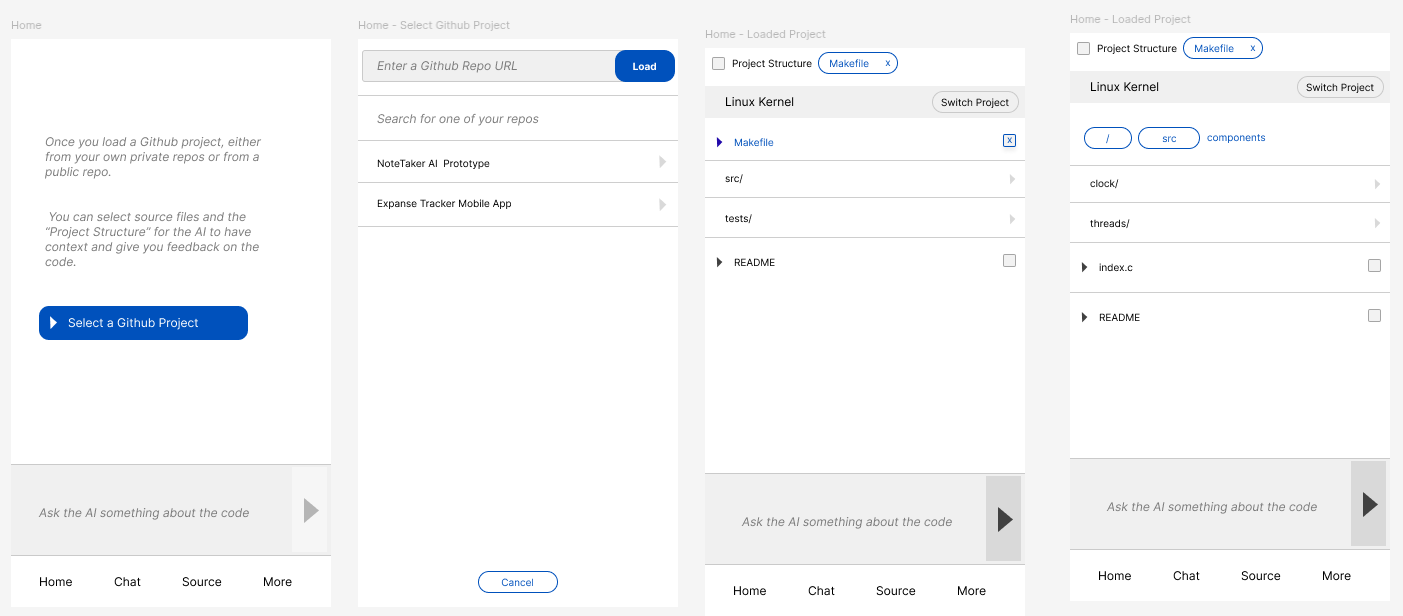 Home
Once you load a Github project, either
from your own private repos or from a
public repo.
You can select source files and the
“Project Structure” for the AI to have
context and give you feedback on the
code.
Select a Github Project
Ask the AI something about the code
Home Chat Source More
Home - Select Github Project
Enter a Github Repo URL Load
Search for one of your repos
NoteTaker AI Prototype
Expanse Tracker Mobile App
Cancel
Home - Loaded Project
Project Structure Makefile x
Linux Kernel Switch Project
Makefile x
src/
tests/
README
Ask the AI something about the code
Home Chat Source More
Home - Loaded Project
Project Structure Makefile x
Linux Kernel Switch Project
/ src components
clock/
threads/
index.c
README
Ask the AI something about the code
Home Chat Source More